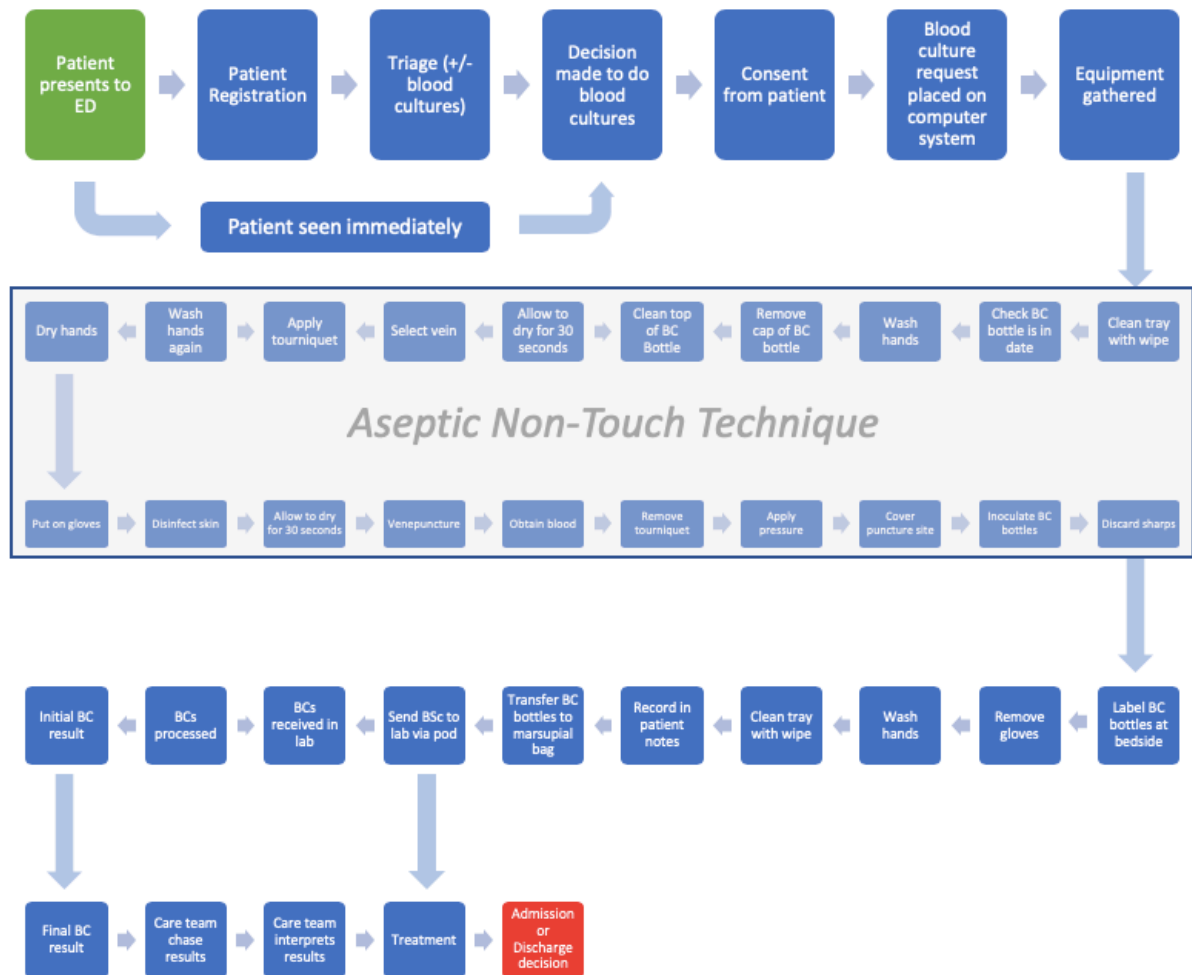 Patient
presents to
ED
Patient
Registration
Triage (+/-
blood
cultures)
Decision
made to do
blood
cultures
Consent
from patient
Blood
culture
request
placed on
computer
system
Equipment
gathered
Patient seen immediately
Dry hands
Wash
hands
again
Apply
tourniquet
Select vein
Allow to
dry for 30
seconds
Clean top
of BC
Bottle
Remove
cap of BC
bottle
Wash
hands
Check BC
bottle is in
date
Clean tray
with wipe
Aseptic Non-Touch Technique
Put on gloves
Disinfect skin
Allow to dry
for 30 seconds
Venepuncture
Obtain blood
Remove
tourniquet
Apply
pressure
Cover
puncture site
Inoculate BC
bottles
Discard sharps
Initial BC
result
BCs
processed
BCs
received in
lab
Send BSc to
lab via pod
Transfer BC
bottles to
marsupial
bag
Record in
patient
notes
Clean tray
with wipe
Wash
hands
Remove
gloves
Label BC
bottles at
bedside
Final BC
result
Care team
chase
results
Care team
interprets
results
Treatment
Admission
or
Discharge
decision